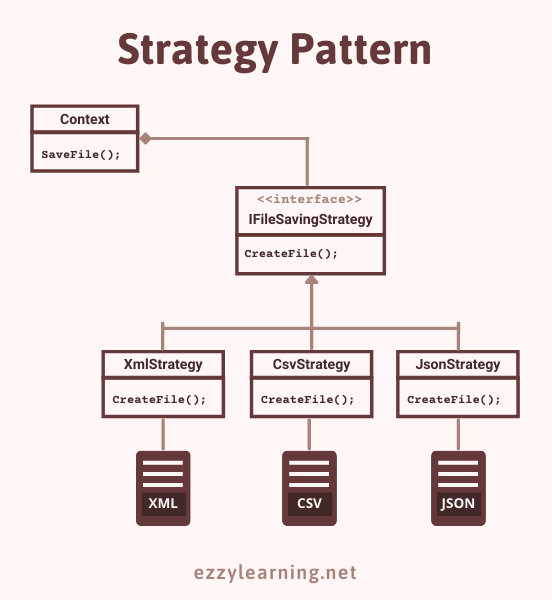 Strategy Pattern
Context
SaveFile();
<<interface>>
IFileSavingStrategy
CreateFile();
XmlStrategy
CreateFile();
CsvStrategy
CreateFile();
JsonStrategy
CreateFile();
XML
CSV
JSON
ezzylearning.net